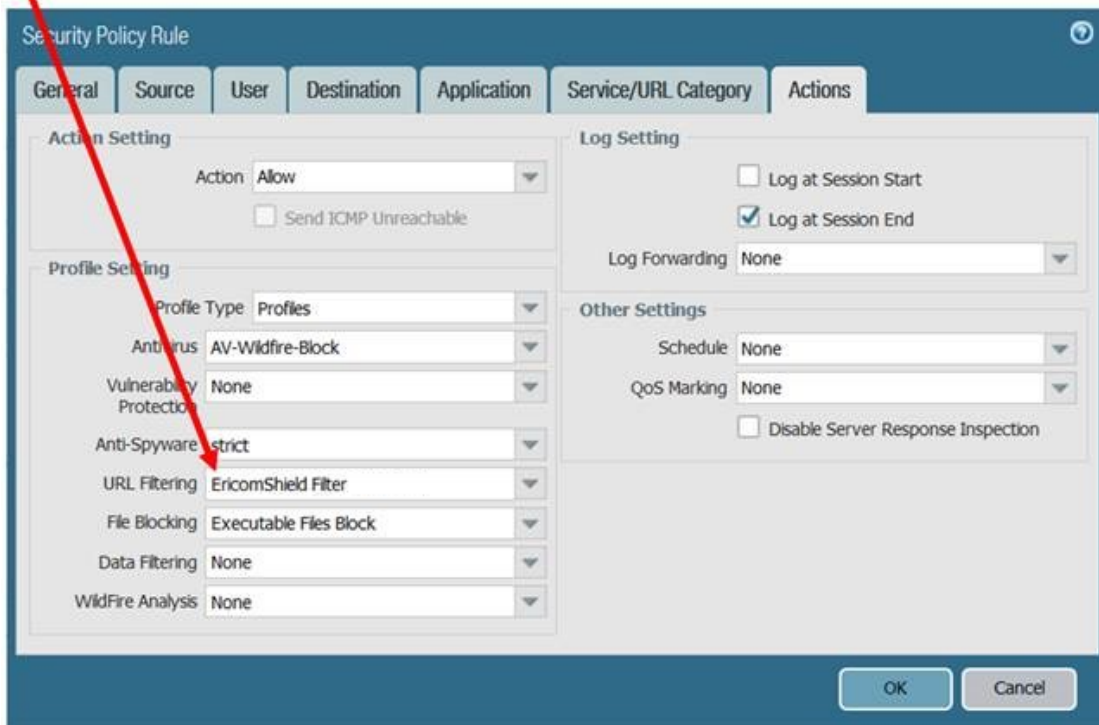 Security Policy Rule
General Source User Destination Application Service/URL Category Actions
Action Setting
Action Allow
Send ICMP Unreachable
Profile Setting
Profile Type Profiles
Antivirus AV-Wildfire-Block
Vulnerability None
Protection
Anti-Spyware strict
URL Filtering EricomShield Filter
File Blocking Executable Files Block
Data Filtering None
WildFire Analysis None
Log Setting
Log at Session Start
Log at Session End
Log Forwarding None
Other Settings
Schedule None
QoS Marking None
Disable Server Response Inspection
OK Cancel